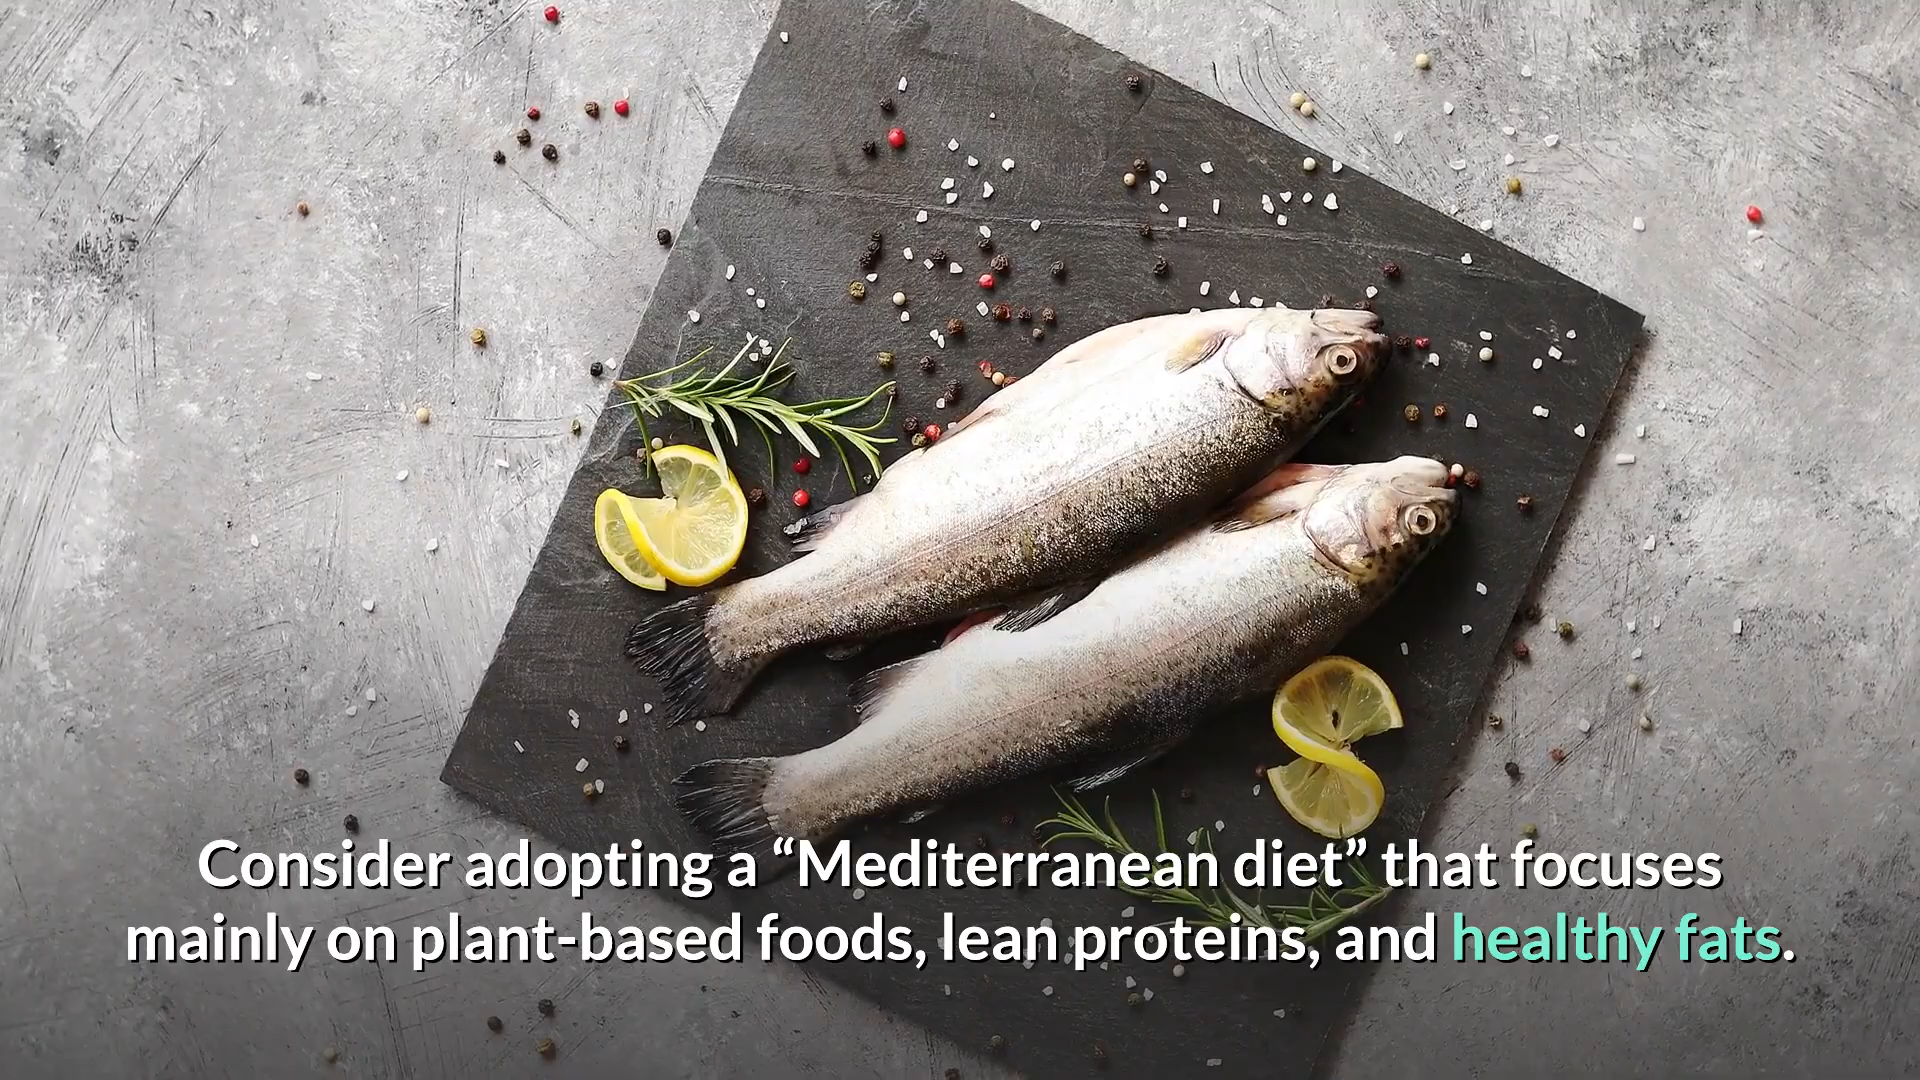 Consider adopting a “Mediterranean diet” that focuses
mainly on plant-based foods, lean proteins, and healthy fats.